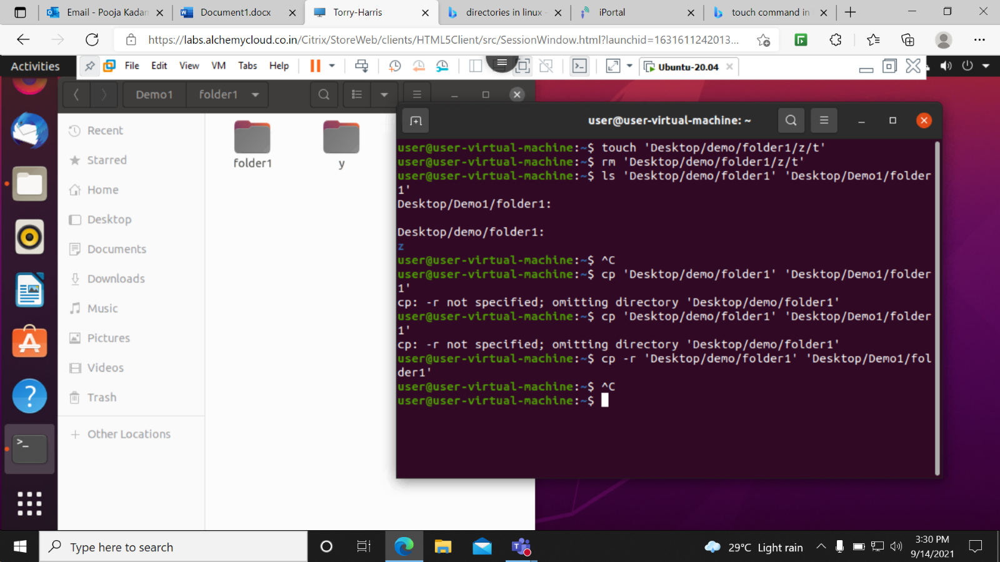 Email - Pooja Kadam
Document1.docx
Torry-Harris
directories in linux -
iPortal
touch command in
https://labs.alchemycloud.co.in/Citrix/StoreWeb/clients/HTML5Client/src/SessionWindow.html?launchid=1631611242013...
Activities
File Edit View VM Tabs Help
Ubuntu-20.04
Demo1 folder1
Recent
Starred
Home
Desktop
Documents
Downloads
Music
Pictures
Videos
Trash
+ Other Locations
folder1
y
user@user-virtual-machine: ~
user@user-virtual-machine:~$ touch 'Desktop/demo/folder1/z/t'
user@user-virtual-machine:~$ rm 'Desktop/demo/folder1/z/t'
user@user-virtual-machine:~$ ls 'Desktop/demo/folder1' 'Desktop/Demo1/folder
1'
Desktop/Demo1/folder1:
Desktop/demo/folder1:
z
user@user-virtual-machine:~$ ^C
user@user-virtual-machine:~$ cp 'Desktop/demo/folder1' 'Desktop/Demo1/folder
1'
cp: -r not specified; omitting directory 'Desktop/demo/folder1'
user@user-virtual-machine:~$ cp 'Desktop/demo/folder1' 'Desktop/Demo1/folder
1'
cp: -r not specified; omitting directory 'Desktop/demo/folder1'
user@user-virtual-machine:~$ cp -r 'Desktop/demo/folder1' 'Desktop/Demo1/fol
der1'
user@user-virtual-machine:~$ ^C
user@user-virtual-machine:~$
Type here to search
29°C Light rain
3:30 PM
9/14/2021